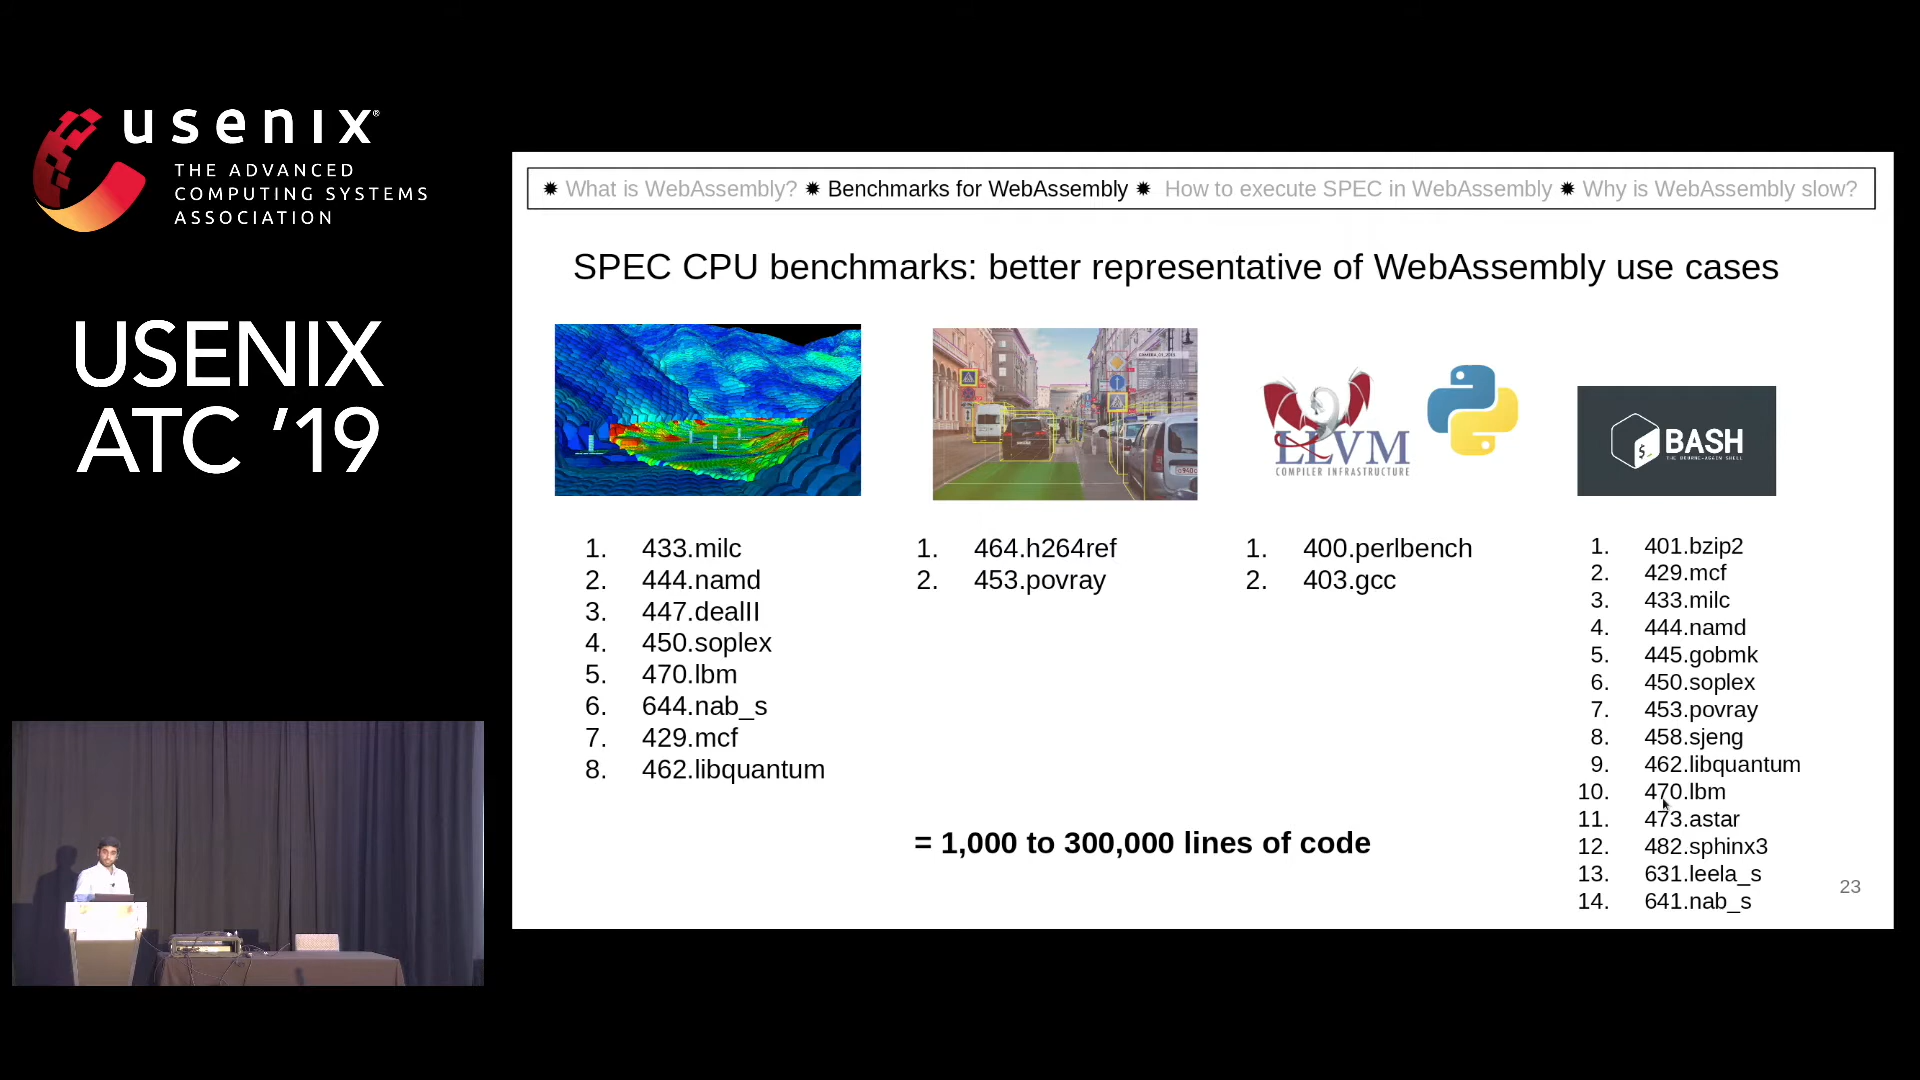 usenix®
THE ADVANCED
COMPUTING SYSTEMS
ASSOCIATION
USENIX
ATC ’19
✹ What is WebAssembly? ✹ Benchmarks for WebAssembly ✹ How to execute SPEC in WebAssembly ✹ Why is WebAssembly slow?
SPEC CPU benchmarks: better representative of WebAssembly use cases
LLVM
COMPILER INFRASTRUCTURE
$_
BASH
THE BOURNE-AGAIN SHELL
1. 433.milc
2. 444.namd
3. 447.dealII
4. 450.soplex
5. 470.lbm
6. 644.nab_s
7. 429.mcf
8. 462.libquantum
1. 464.h264ref
2. 453.povray
1. 400.perlbench
2. 403.gcc
1. 401.bzip2
2. 429.mcf
3. 433.milc
4. 444.namd
5. 445.gobmk
6. 450.soplex
7. 453.povray
8. 458.sjeng
9. 462.libquantum
10. 470.lbm
11. 473.astar
12. 482.sphinx3
13. 631.leela_s
14. 641.nab_s
= 1,000 to 300,000 lines of code
23